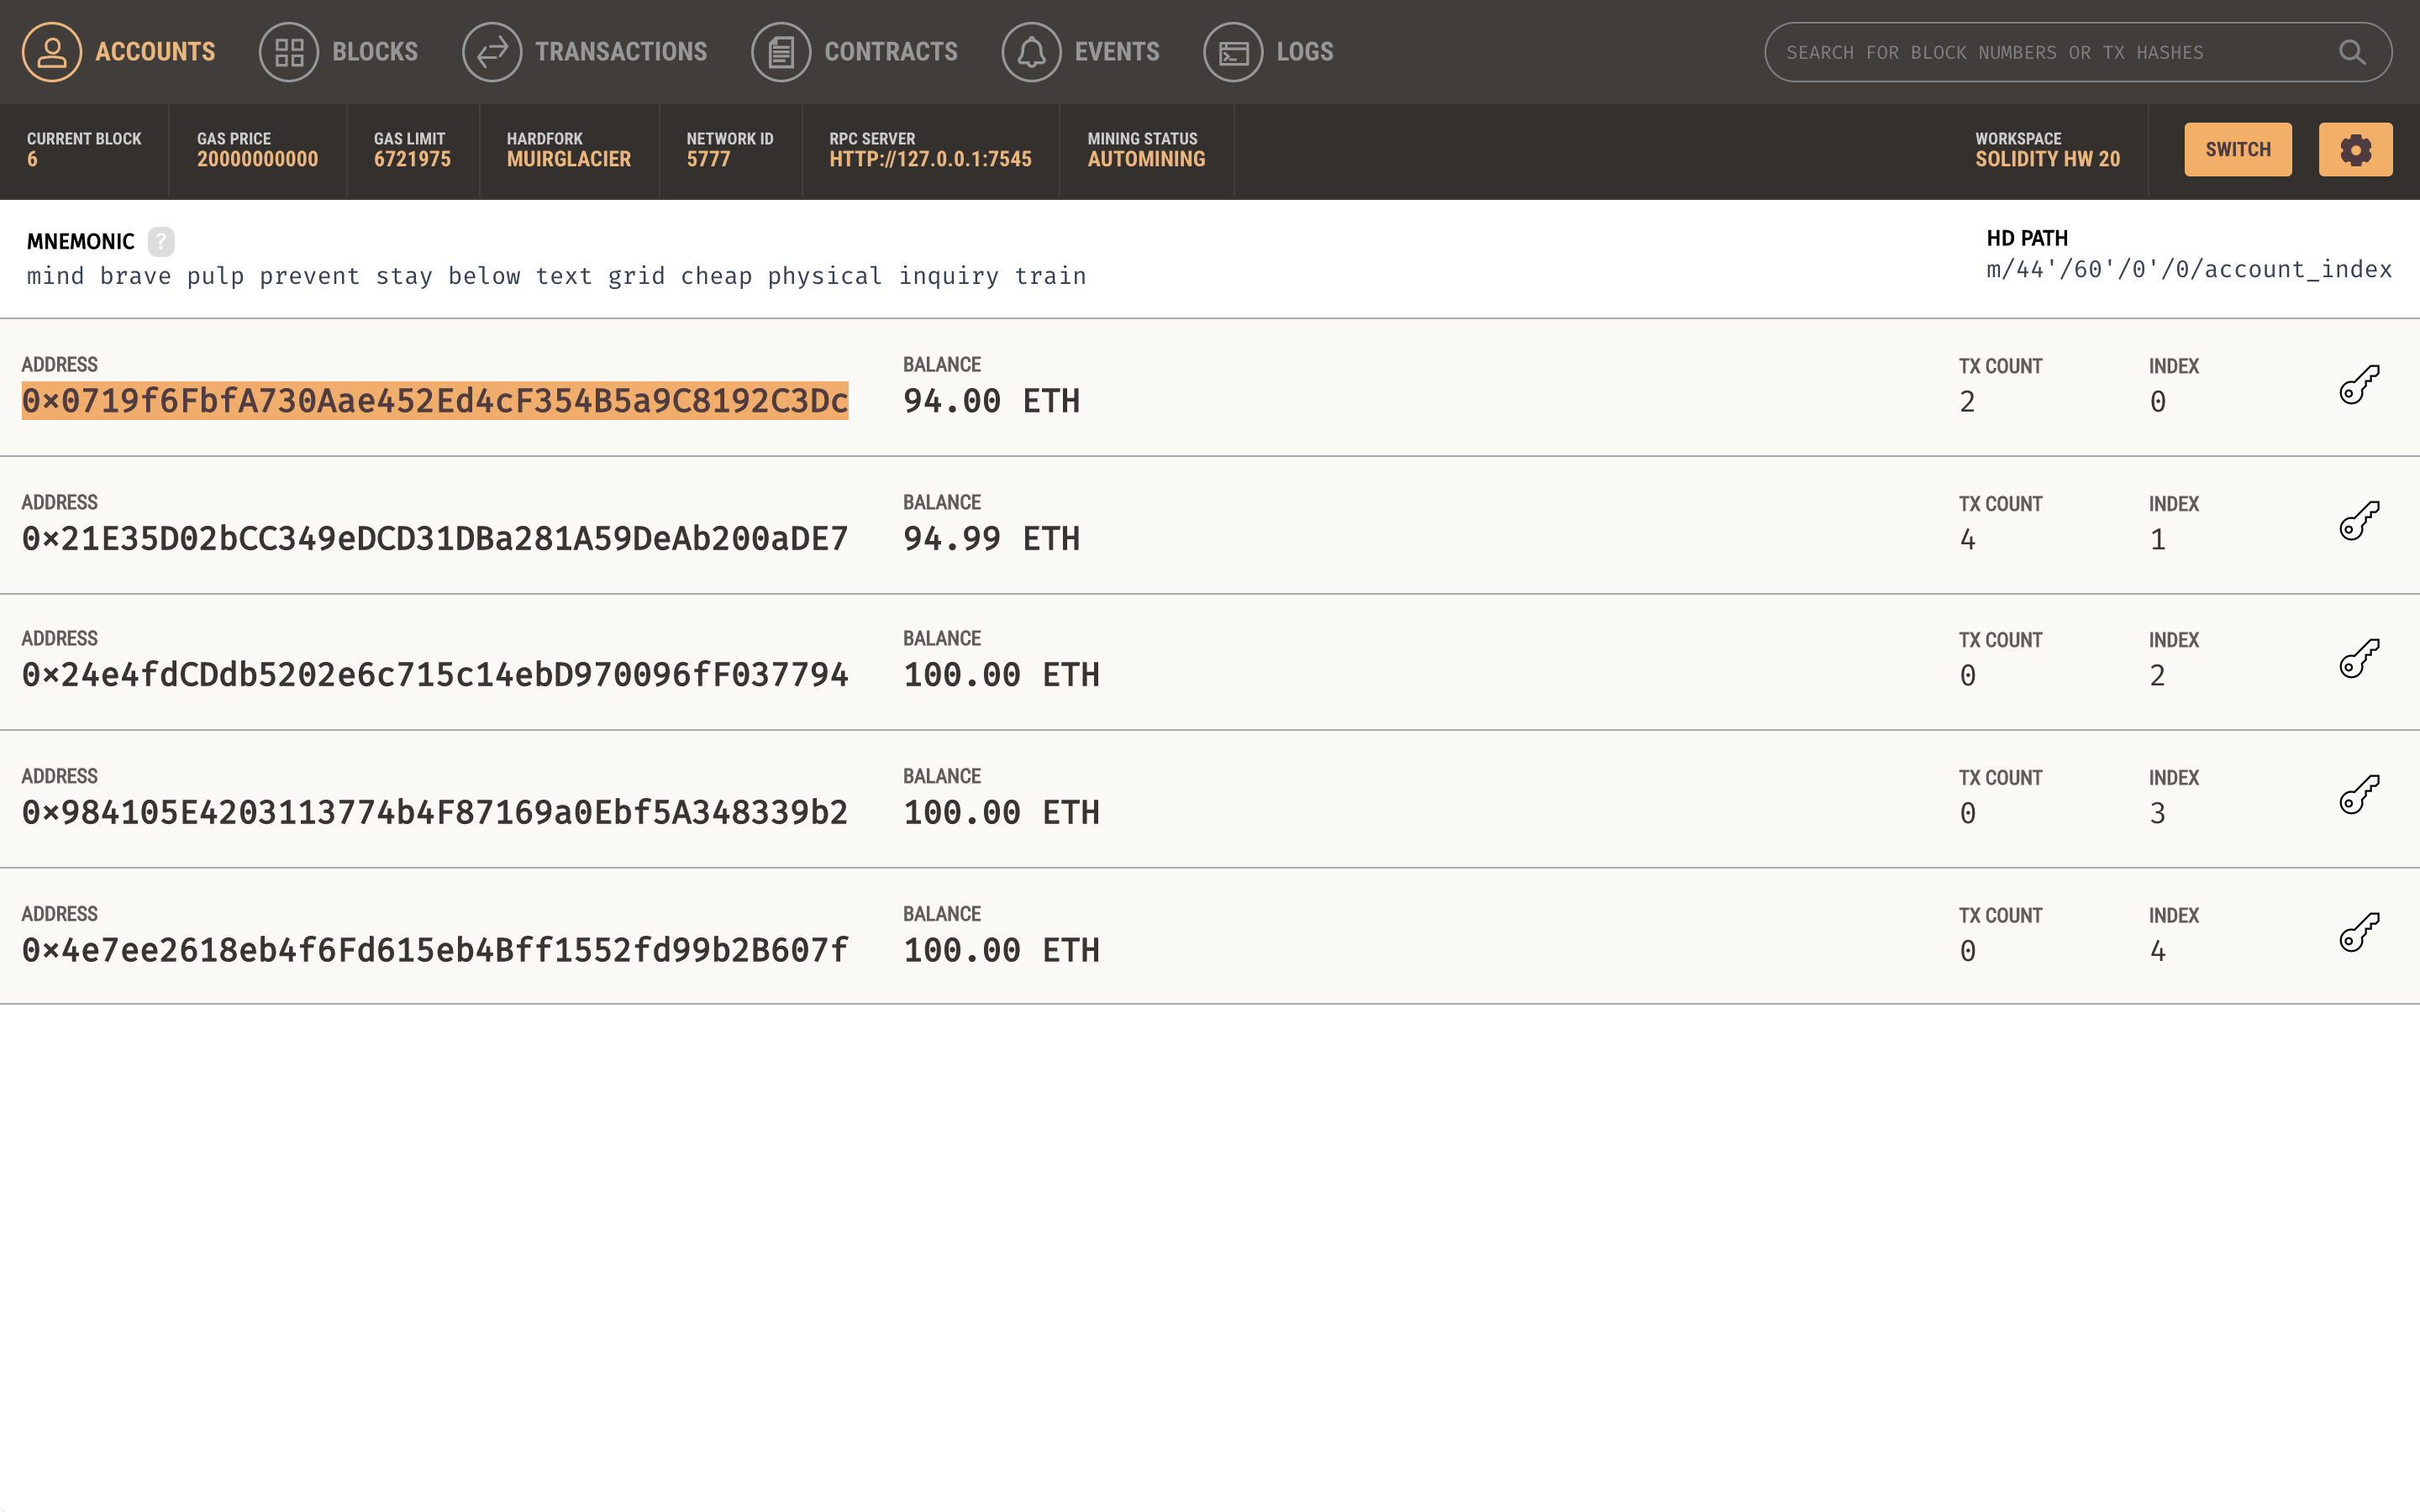 ACCOUNTS BLOCKS TRANSACTIONS CONTRACTS EVENTS LOGS SEARCH FOR BLOCK NUMBERS OR TX HASHES
CURRENT BLOCK GAS PRICE GAS LIMIT HARDFORK NETWORK ID RPC SERVER MINING STATUS WORKSPACE
6 20000000000 6721975 MUIRGLACIER 5777 HTTP://127.0.0.1:7545 AUTOMINING SOLIDITY HW 20 SWITCH
MNEMONIC ? HD PATH
mind brave pulp prevent stay below text grid cheap physical inquiry train m/44'/60'/0'/0/account_index
ADDRESS BALANCE TX COUNT INDEX
0×0719f6FbfA730Aae452Ed4cF354B5a9C8192C3Dc 94.00 ETH 2 0
ADDRESS BALANCE TX COUNT INDEX
0×21E35D02bCC349eDCD31DBa281A59DeAb200aDE7 94.99 ETH 4 1
ADDRESS BALANCE TX COUNT INDEX
0×24e4fdCDdb5202e6c715c14ebD970096fF037794 100.00 ETH 0 2
ADDRESS BALANCE TX COUNT INDEX
0×984105E4203113774b4F87169a0Ebf5A348339b2 100.00 ETH 0 3
ADDRESS BALANCE TX COUNT INDEX
0×4e7ee2618eb4f6Fd615eb4Bff1552fd99b2B607f 100.00 ETH 0 4